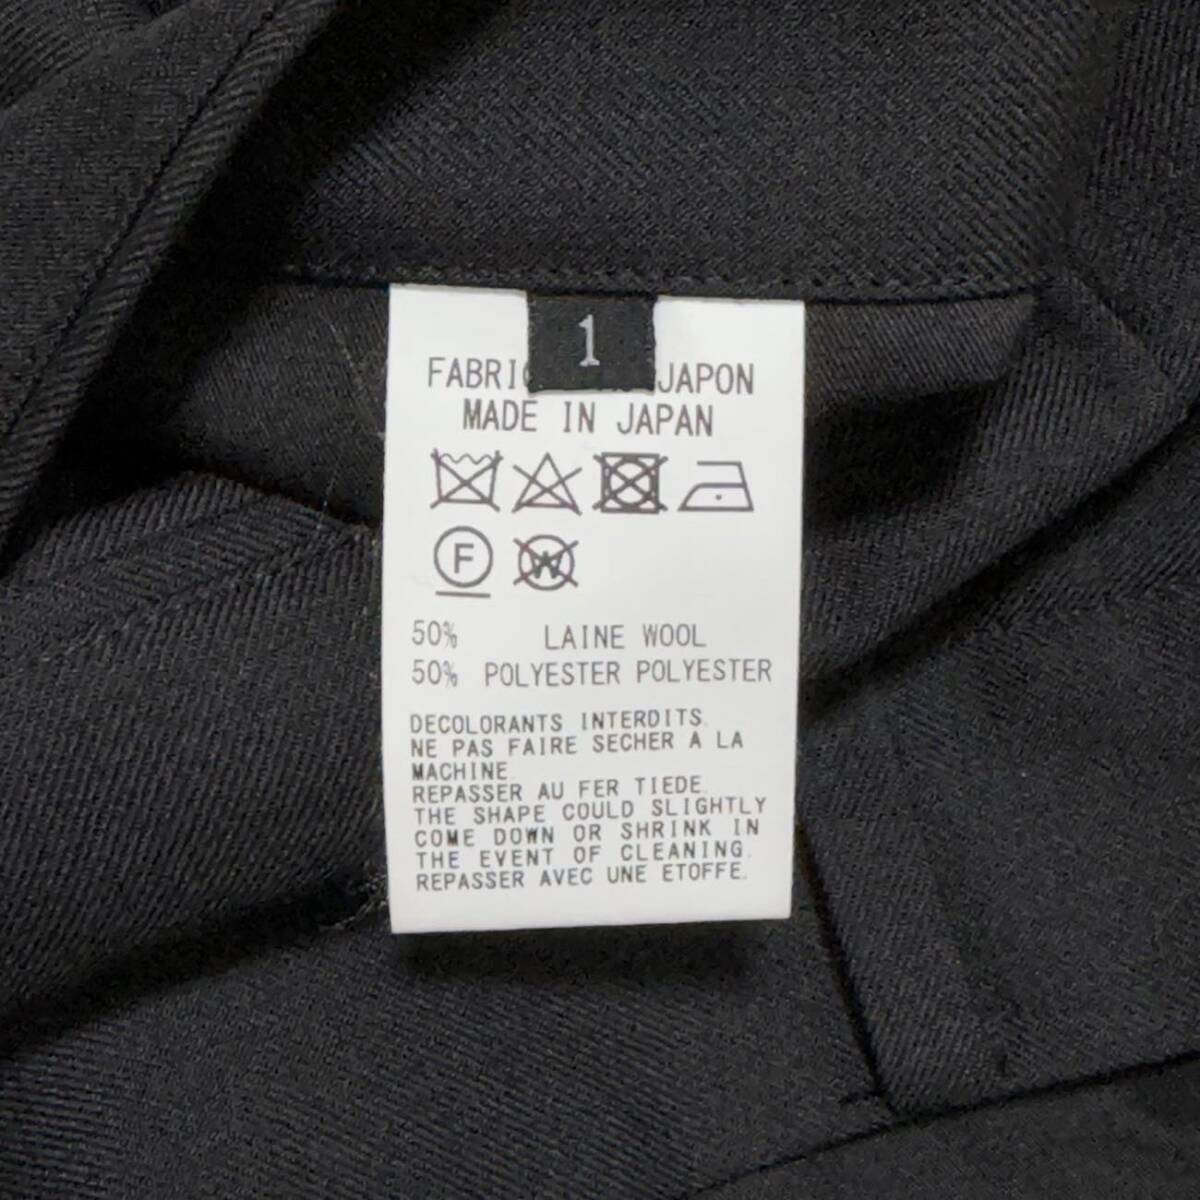 1
JAPON
MADE IN JAPAN
F
W
50% LAINE WOOL
50% POLYESTER POLYESTER
DECOLORANTS INTERDITS.
NE PAS FAIRE SECHER A LA
MACHINE.
REPASSER AU FER TIEDE.
THE SHAPE COULD SLIGHTLY
COME DOWN OR SHRINK IN
THE EVENT OF CLEANING.
REPASSER AVEC UNE ETOFFE.